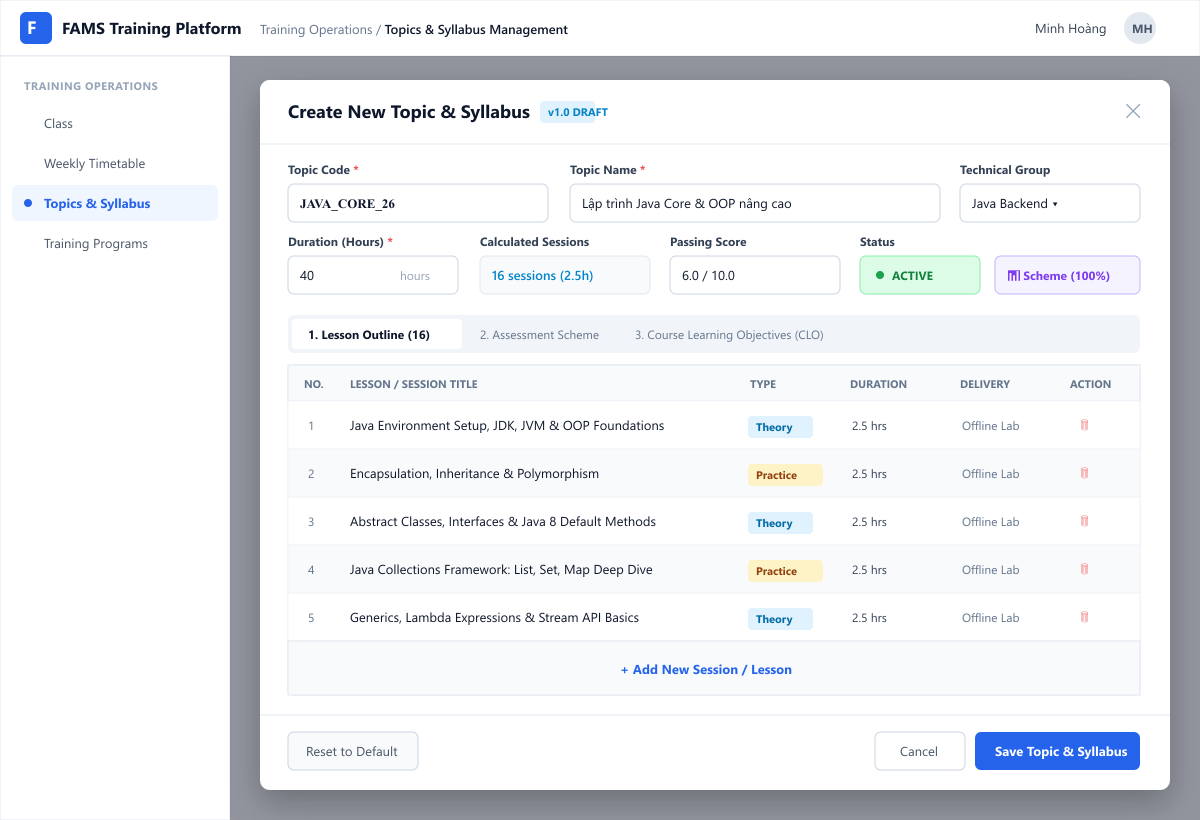 F FAMS Training Platform Training Operations / Topics & Syllabus Management Minh Hoàng MH
TRAINING OPERATIONS
Class
Weekly Timetable
Topics & Syllabus
Training Programs
Create New Topic & Syllabus v1.0 DRAFT
Topic Code * Topic Name * Technical Group
JAVA_CORE_26 Lập trình Java Core & OOP nâng cao Java Backend ▾
Duration (Hours) * Calculated Sessions Passing Score Status
40 hours 16 sessions (2.5h) 6.0 / 10.0 ACTIVE Scheme (100%)
1. Lesson Outline (16) 2. Assessment Scheme 3. Course Learning Objectives (CLO)
NO. LESSON / SESSION TITLE TYPE DURATION DELIVERY ACTION
1 Java Environment Setup, JDK, JVM & OOP Foundations Theory 2.5 hrs Offline Lab
2 Encapsulation, Inheritance & Polymorphism Practice 2.5 hrs Offline Lab
3 Abstract Classes, Interfaces & Java 8 Default Methods Theory 2.5 hrs Offline Lab
4 Java Collections Framework: List, Set, Map Deep Dive Practice 2.5 hrs Offline Lab
5 Generics, Lambda Expressions & Stream API Basics Theory 2.5 hrs Offline Lab
+ Add New Session / Lesson
Reset to Default Cancel Save Topic & Syllabus